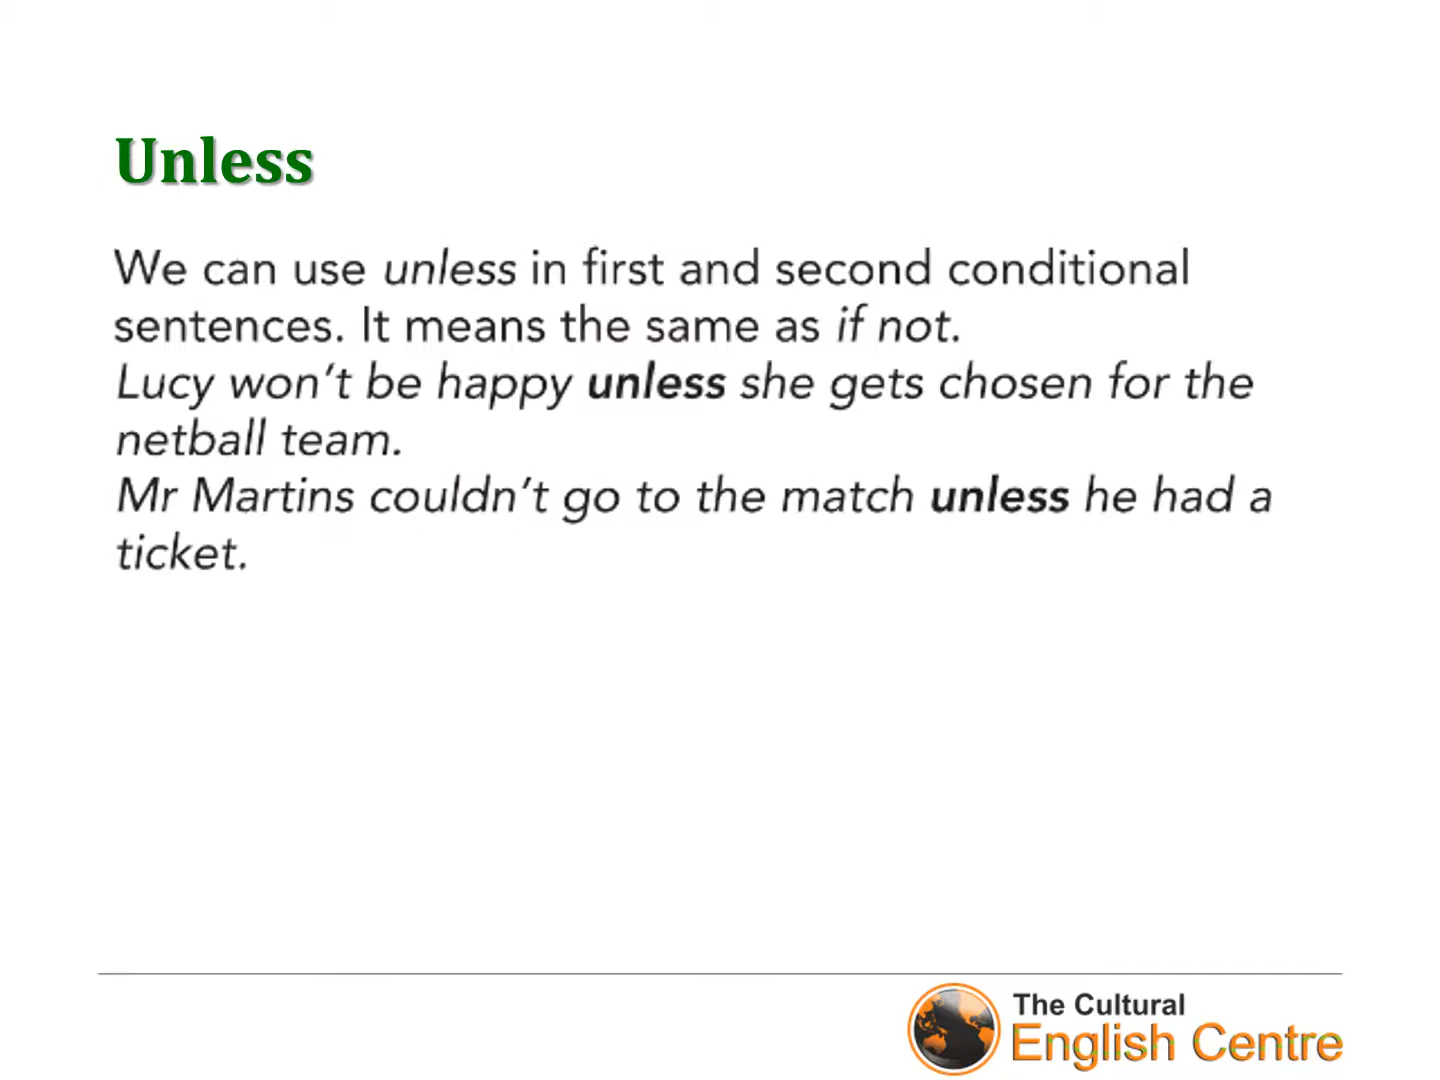 Unless
We can use unless in first and second conditional
sentences. It means the same as if not.
Lucy won't be happy unless she gets chosen for the
netball team.
Mr Martins couldn't go to the match unless he had a
ticket.
The Cultural
English Centre